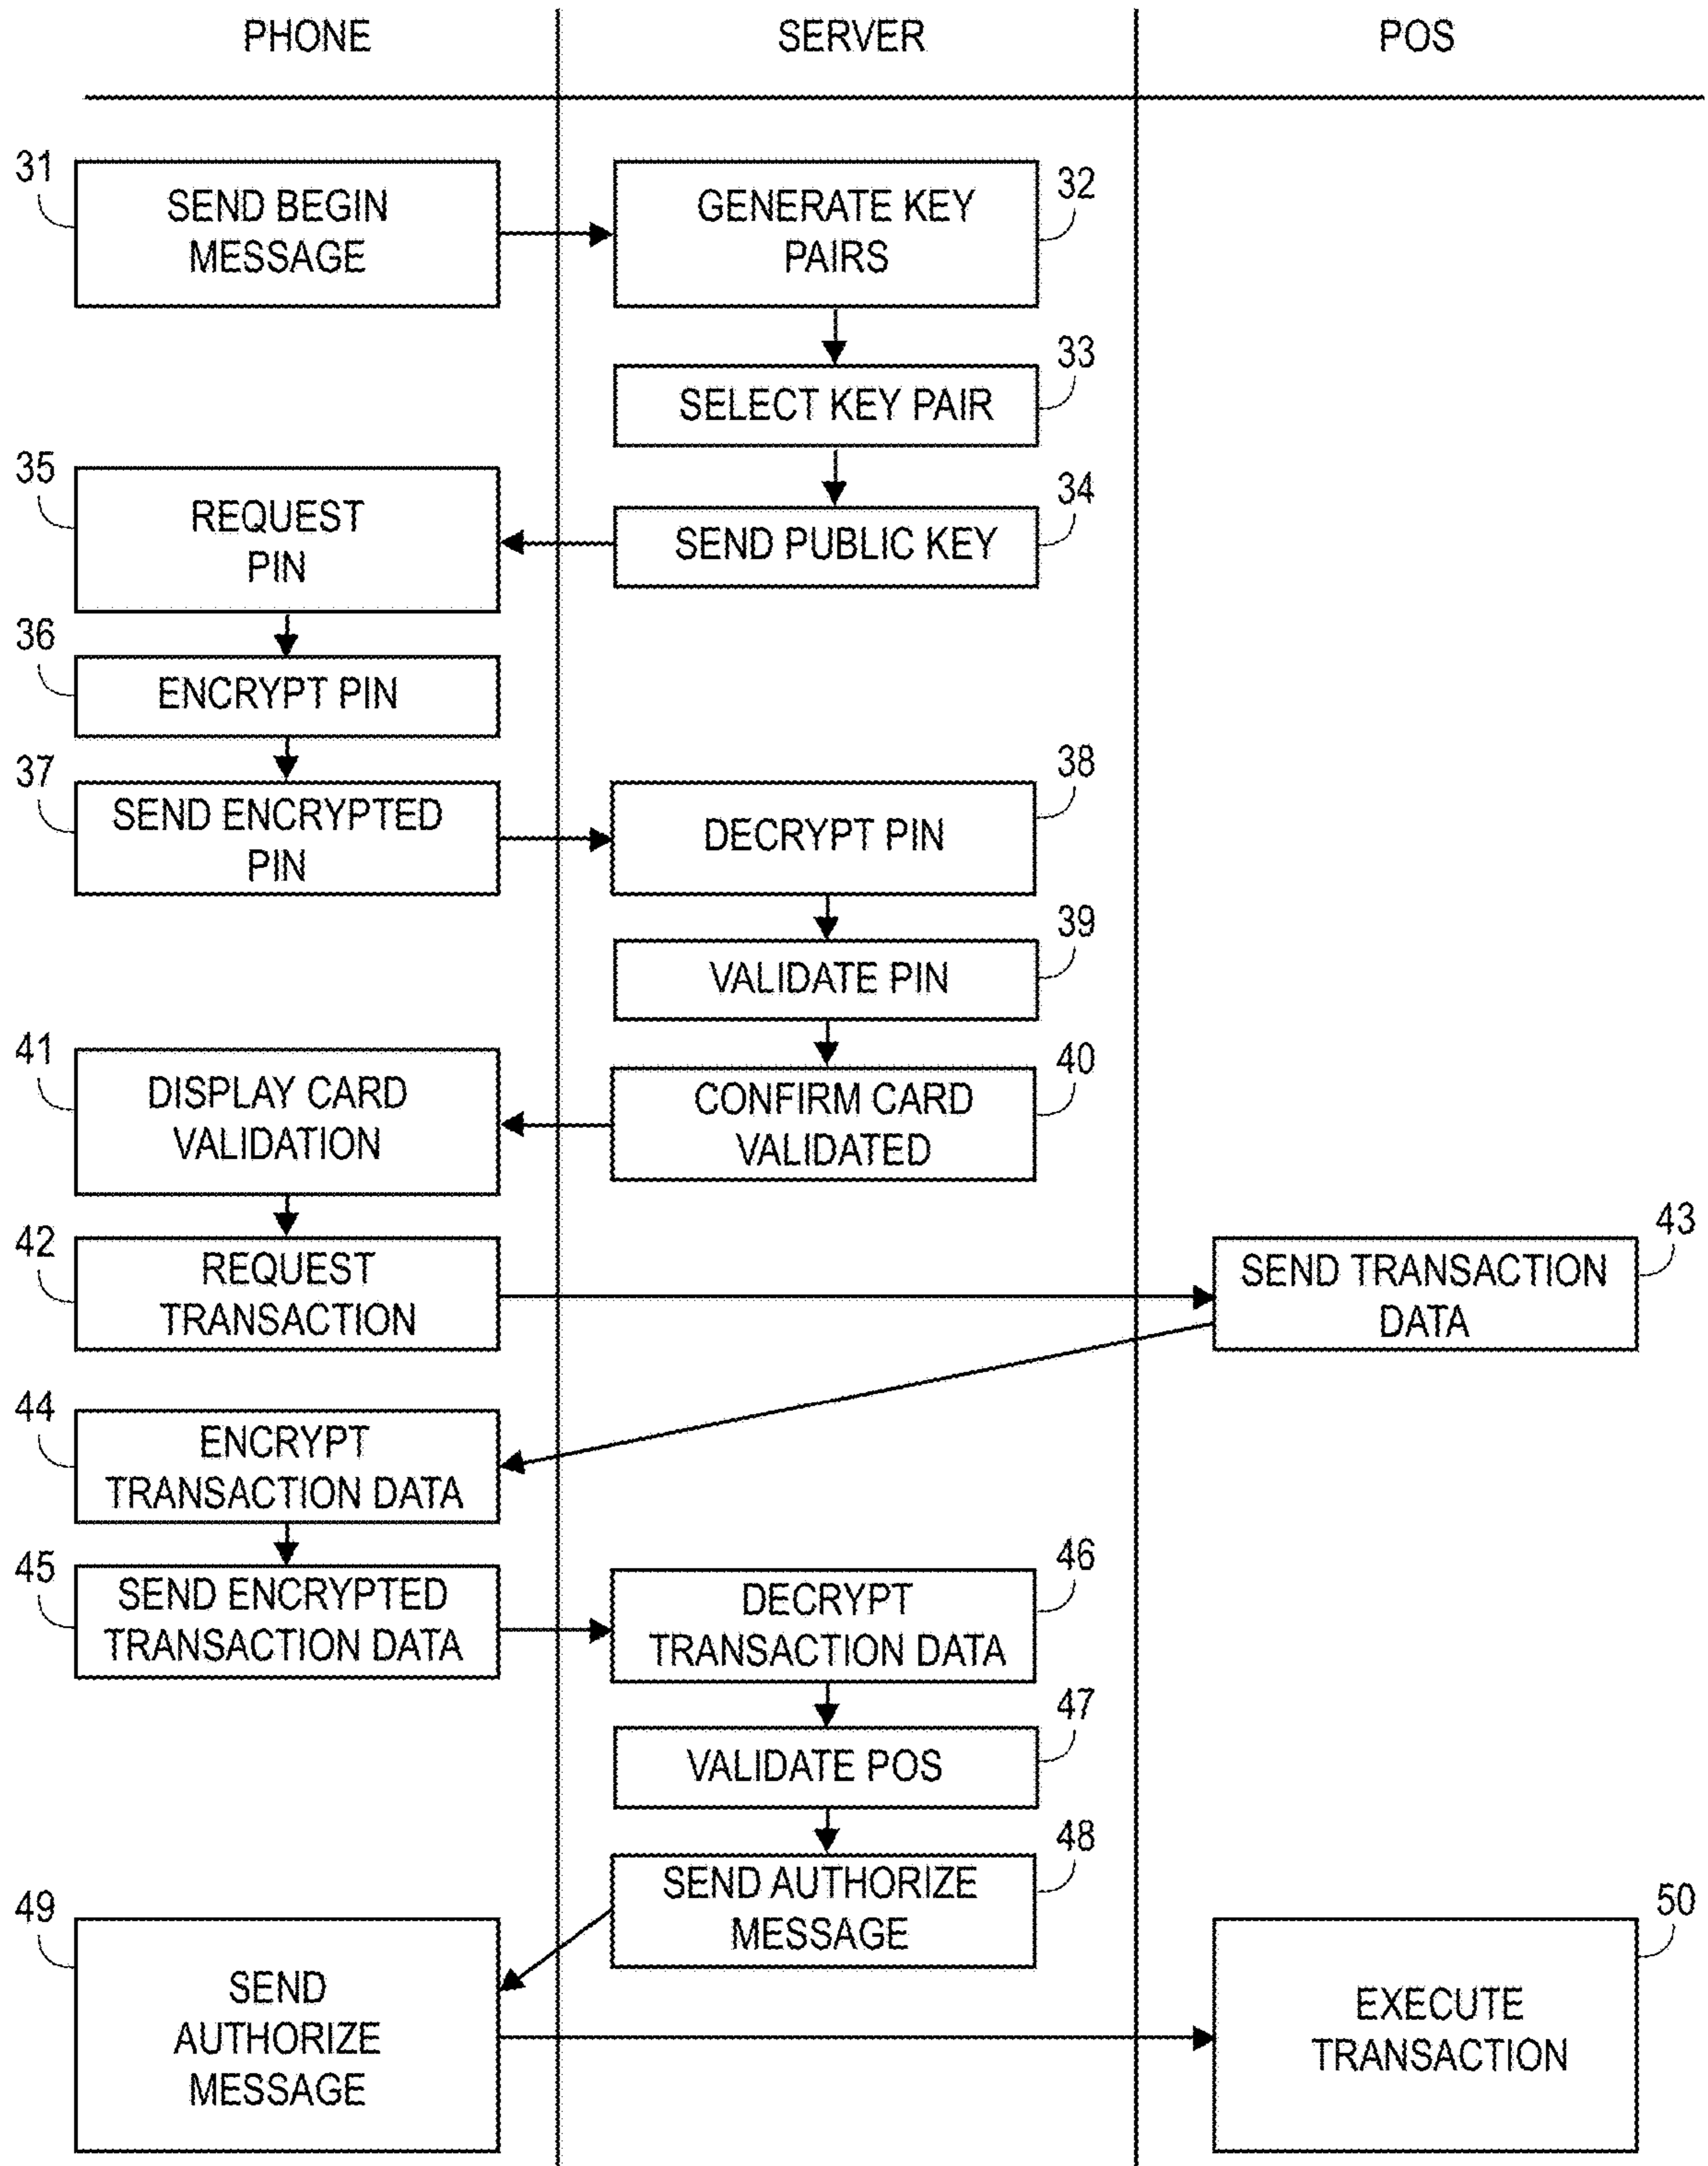 PHONE
SERVER
POS
31
SEND BEGIN
MESSAGE
32
GENERATE KEY
PAIRS
33
SELECT KEY PAIR
34
SEND PUBLIC KEY
35
REQUEST
PIN
36
ENCRYPT PIN
37
SEND ENCRYPTED
PIN
38
DECRYPT PIN
39
VALIDATE PIN
40
CONFIRM CARD
VALIDATED
41
DISPLAY CARD
VALIDATION
42
REQUEST
TRANSACTION
43
SEND TRANSACTION
DATA
44
ENCRYPT
TRANSACTION DATA
45
SEND ENCRYPTED
TRANSACTION DATA
46
DECRYPT
TRANSACTION DATA
47
VALIDATE POS
48
SEND AUTHORIZE
MESSAGE
49
SEND
AUTHORIZE
MESSAGE
50
EXECUTE
TRANSACTION